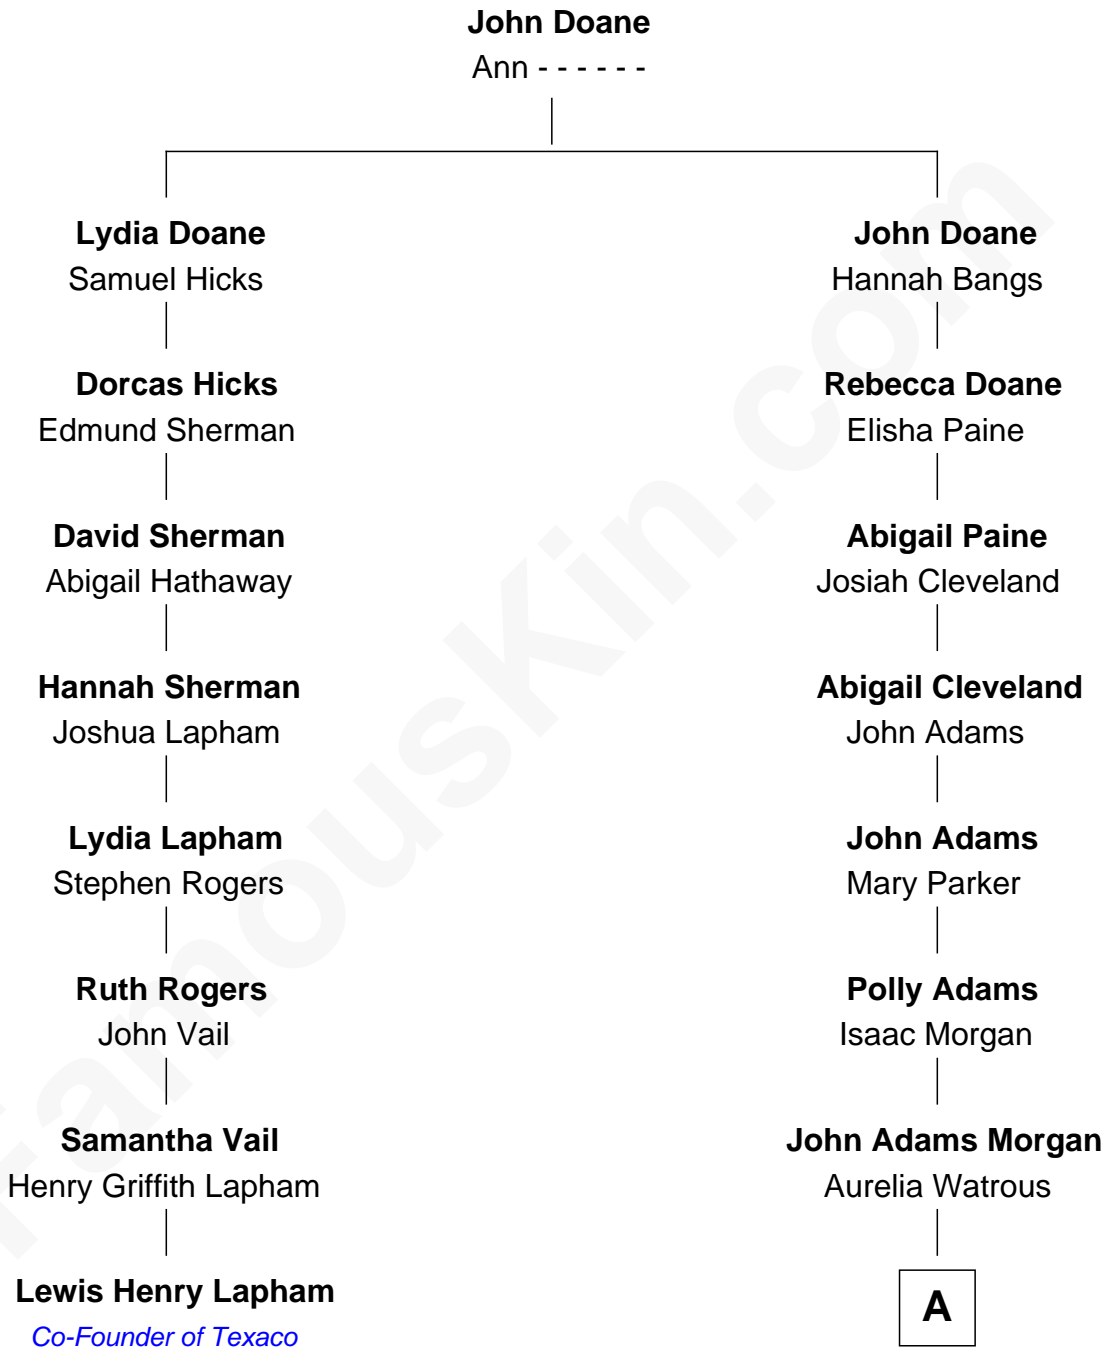 John Doane
Ann - - - - - -
Lydia Doane
Samuel Hicks
John Doane
Hannah Bangs
Dorcas Hicks
Edmund Sherman
Rebecca Doane
Elisha Paine
David Sherman
Abigail Hathaway
Abigail Paine
Josiah Cleveland
Hannah Sherman
Joshua Lapham
Abigail Cleveland
John Adams
Lydia Lapham
Stephen Rogers
John Adams
Mary Parker
Ruth Rogers
John Vail
Polly Adams
Isaac Morgan
Samantha Vail
Henry Griffith Lapham
John Adams Morgan
Aurelia Watrous
Lewis Henry Lapham
Co-Founder of Texaco
A
FamousKin.com